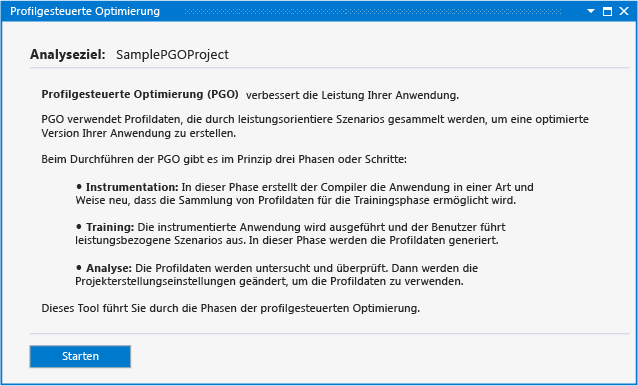 Profilgesteuerte Optimierung
Analyseziel: SamplePGOProject
Profilgesteuerte Optimierung (PGO) verbessert die Leistung Ihrer Anwendung.
PGO verwendet Profildaten, die durch leistungsorientiere Szenarios gesammelt werden, um eine optimierte
Version Ihrer Anwendung zu erstellen.
Beim Durchführen der PGO gibt es im Prinzip drei Phasen oder Schritte:
• Instrumentation: In dieser Phase erstellt der Compiler die Anwendung in einer Art und
Weise neu, dass die Sammlung von Profildaten für die Trainingsphase ermöglicht wird.
• Training: Die instrumentierte Anwendung wird ausgeführt und der Benutzer führt
leistungsbezogene Szenarios aus. In dieser Phase werden die Profildaten generiert.
• Analyse: Die Profildaten werden untersucht und überprüft. Dann werden die
Projekterstellungseinstellungen geändert, um die Profildaten zu verwenden.
Dieses Tool führt Sie durch die Phasen der profilgesteuerten Optimierung.
Starten